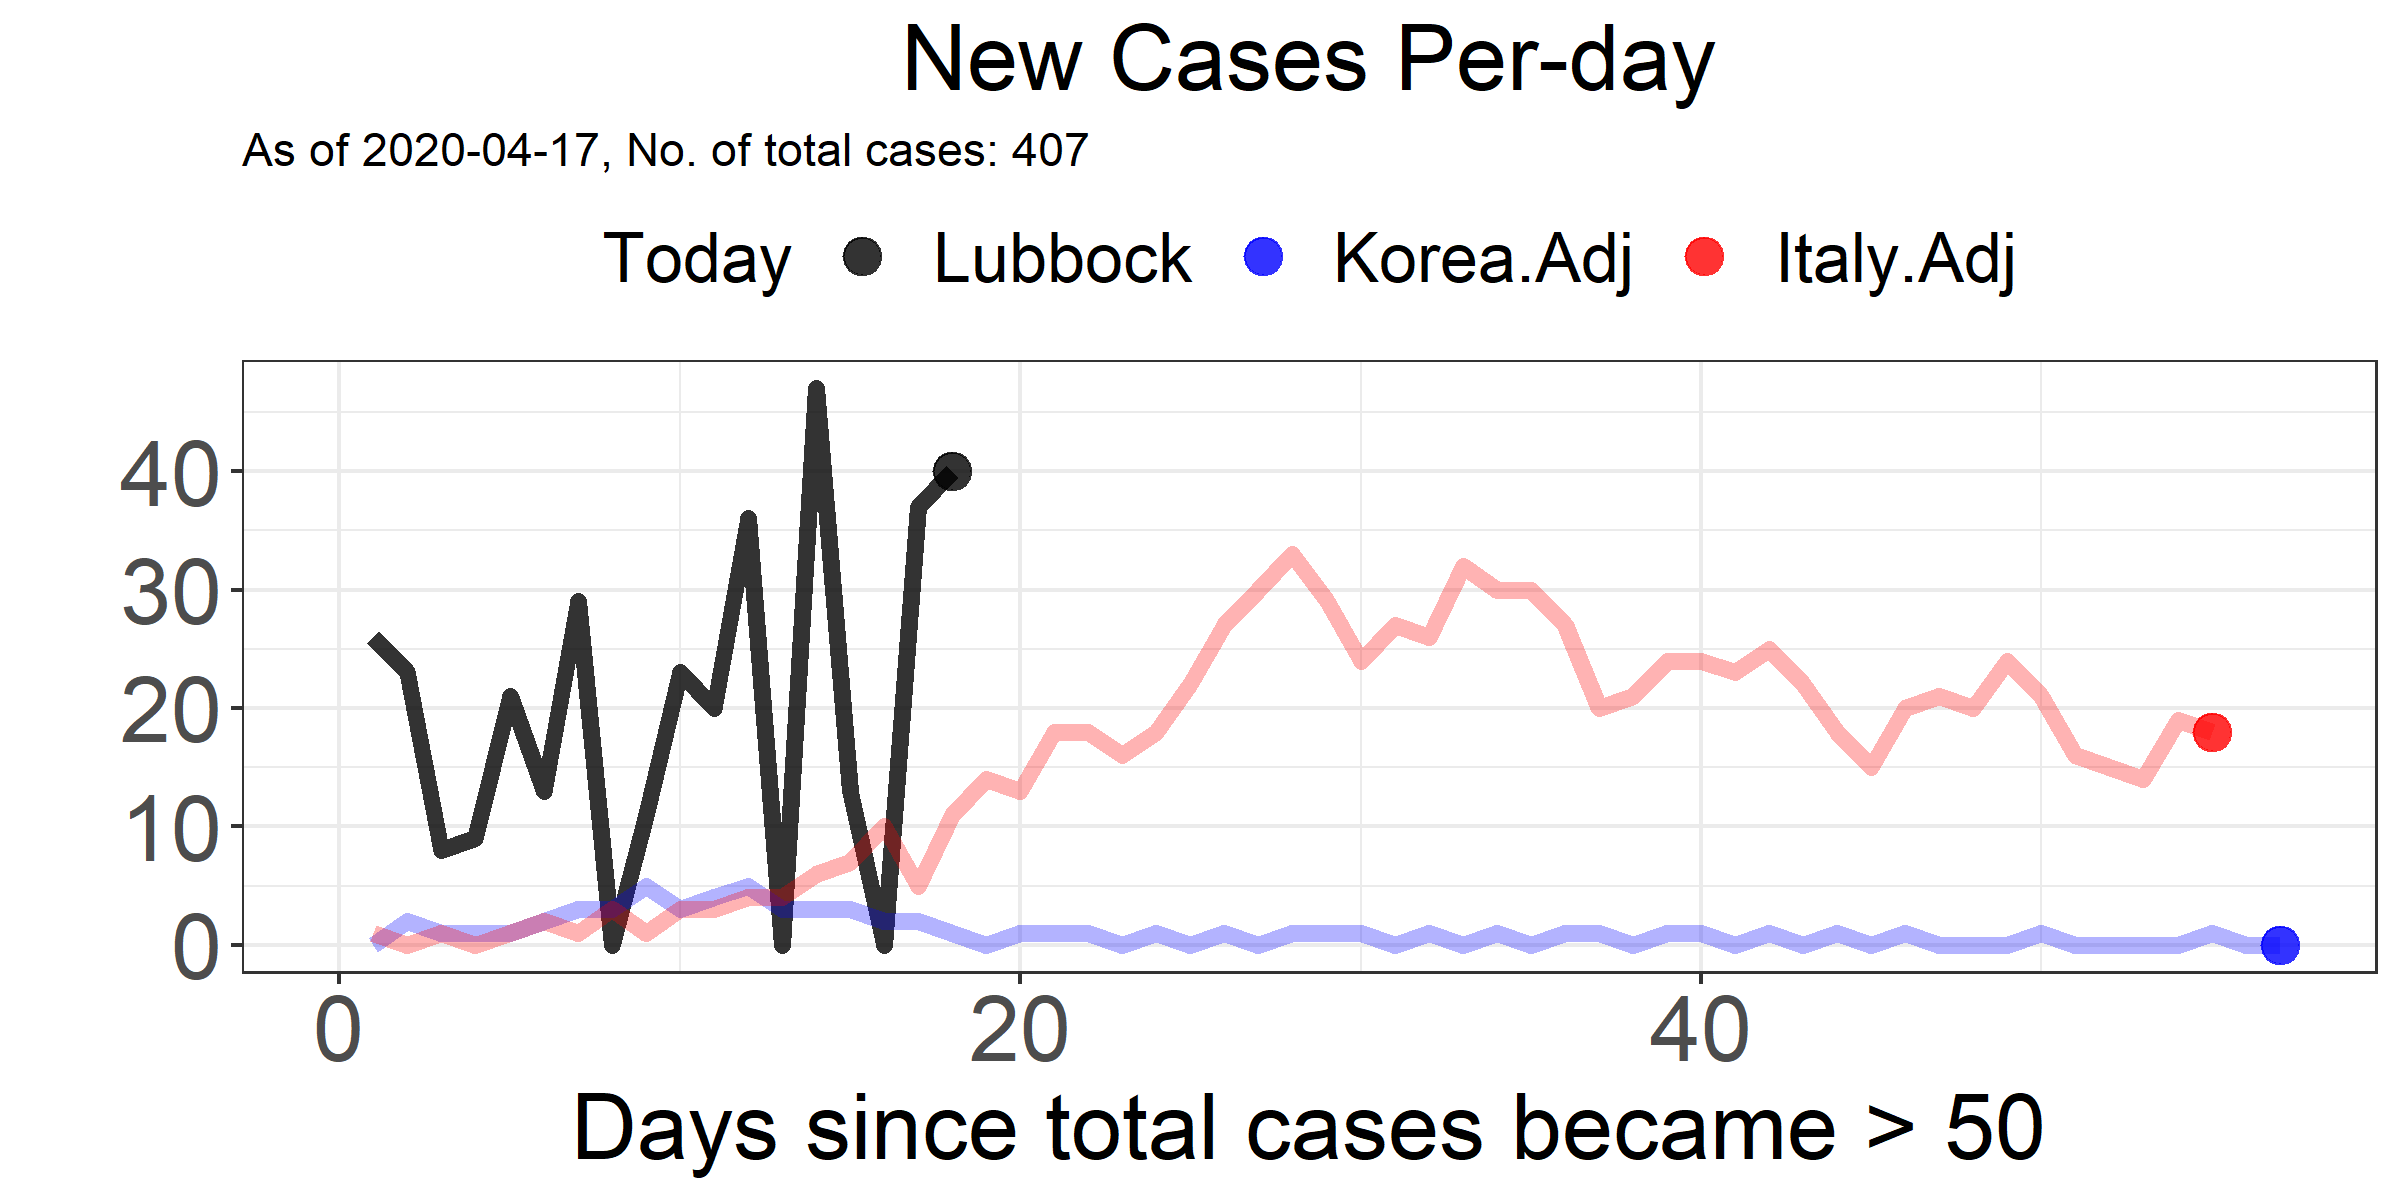 New Cases Per-day
As of 2020-04-17, No. of total cases: 407
Today Lubbock Korea.Adj Italy.Adj
40
30
20
10
0
0 20 40
Days since total cases became > 50